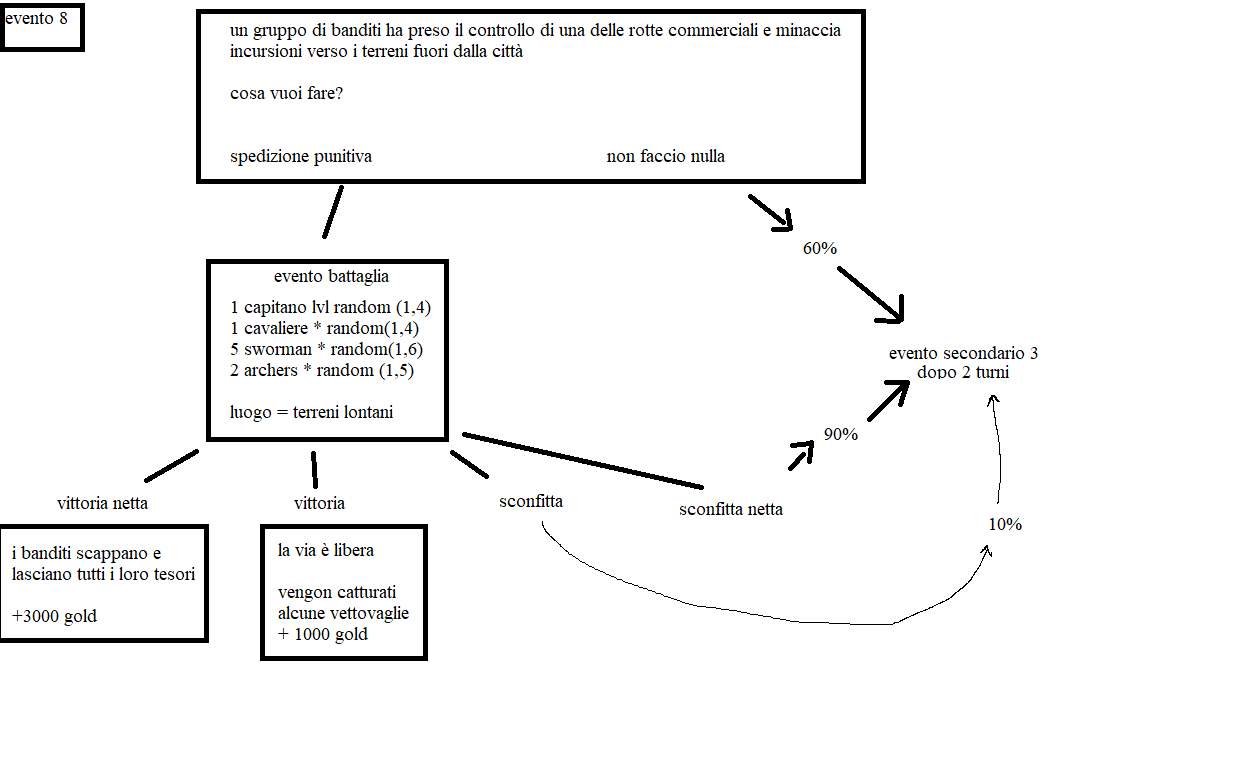 evento 8
un gruppo di banditi ha preso il controllo di una delle rotte commerciali e minaccia
incursioni verso i terreni fuori dalla città
cosa vuoi fare?
spedizione punitiva
non faccio nulla
60%
evento battaglia
1 capitano lvl random (1,4)
1 cavaliere * random(1,4)
5 sworman * random(1,6)
2 archers * random (1,5)
luogo = terreni lontani
evento secondario 3
dopo 2 turni
90%
vittoria netta
vittoria
sconfitta
sconfitta netta
10%
i banditi scappano e
lasciano tutti i loro tesori
+3000 gold
la via è libera
vengon catturati
alcune vettovaglie
+ 1000 gold